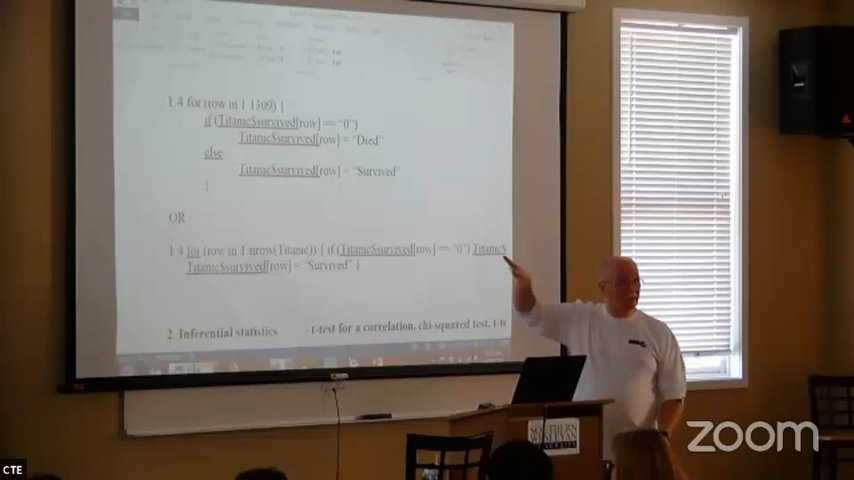 1 4 for (row in 1 1309) {
if (Titanic$survived[row] == "0")
Titanic$survived[row] = "Died"
else
Titanic$survived[row] = "Survived"
}
OR
1 4 for (row in 1 nrow(Titanic)) { if (Titanic$survived[row] == "0") Titanic$
Titanic$survived[row] = "Survived" }
2. Inferential statistics - t-test for a correlation, chi-squared test,
SOUTHERN
WESLEYAN
UNIVERSITY
zoom
CTE